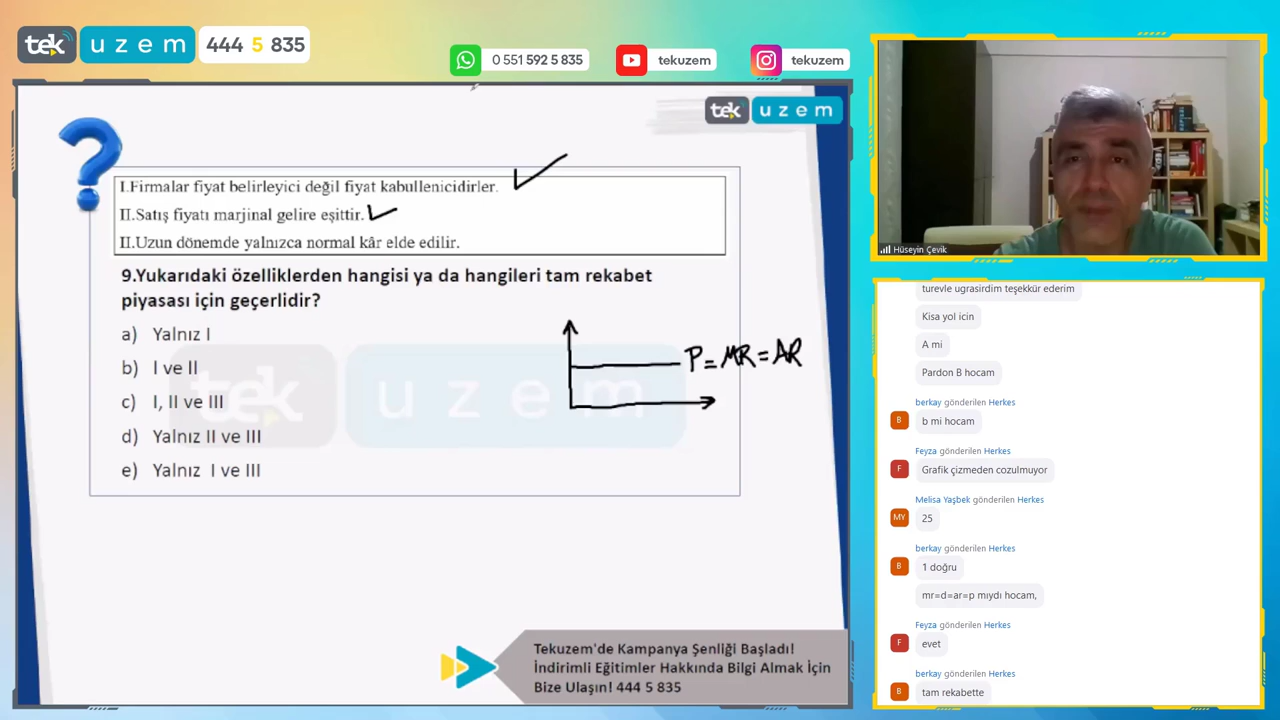 tek uzem 444 5 835
0 551 592 5 835
tekuzem
tekuzem
tek uzem
I.Firmalar fiyat belirleyici değil fiyat kabullenicidirler.
II.Satış fiyatı marjinal gelire eşittir.
II.Uzun dönemde yalnızca normal kâr elde edilir.
9.Yukarıdaki özelliklerden hangisi ya da hangileri tam rekabet
piyasası için geçerlidir?
a) Yalnız I
b) I ve II
c) I, II ve III
d) Yalnız II ve III
e) Yalnız I ve III
P=MR=AR
tek uzem
Tekuzem'de Kampanya Şenliği Başladı!
İndirimli Eğitimler Hakkında Bilgi Almak İçin
Bize Ulaşın! 444 5 835
Hüseyin Çevik
turevle ugrasirdim teşekkür ederim
Kisa yol icin
A mi
Pardon B hocam
berkay gönderilen Herkes
B b mi hocam
Feyza gönderilen Herkes
F Grafik çizmeden cozulmuyor
Melisa Yaşbek gönderilen Herkes
MY 25
berkay gönderilen Herkes
B 1 doğru
mr=d=ar=p mıydı hocam,
Feyza gönderilen Herkes
F evet
berkay gönderilen Herkes
B tam rekabette